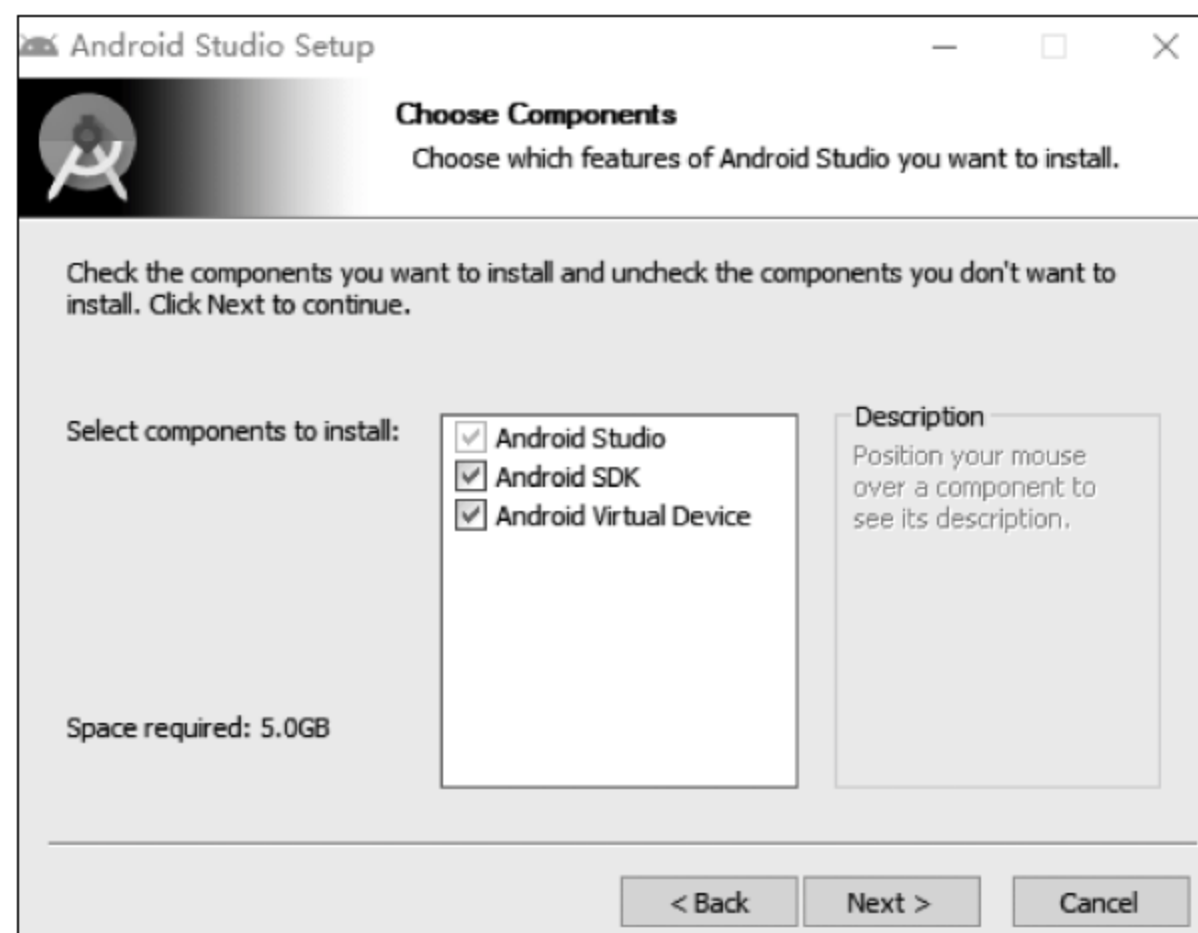 Android Studio Setup
Choose Components
Choose which features of Android Studio you want to install.
Check the components you want to install and uncheck the components you don't want to
install. Click Next to continue.
Select components to install:
Android Studio
Android SDK
Android Virtual Device
Description
Position your mouse
over a component to
see its description.
Space required: 5.0GB
< Back
Next >
Cancel